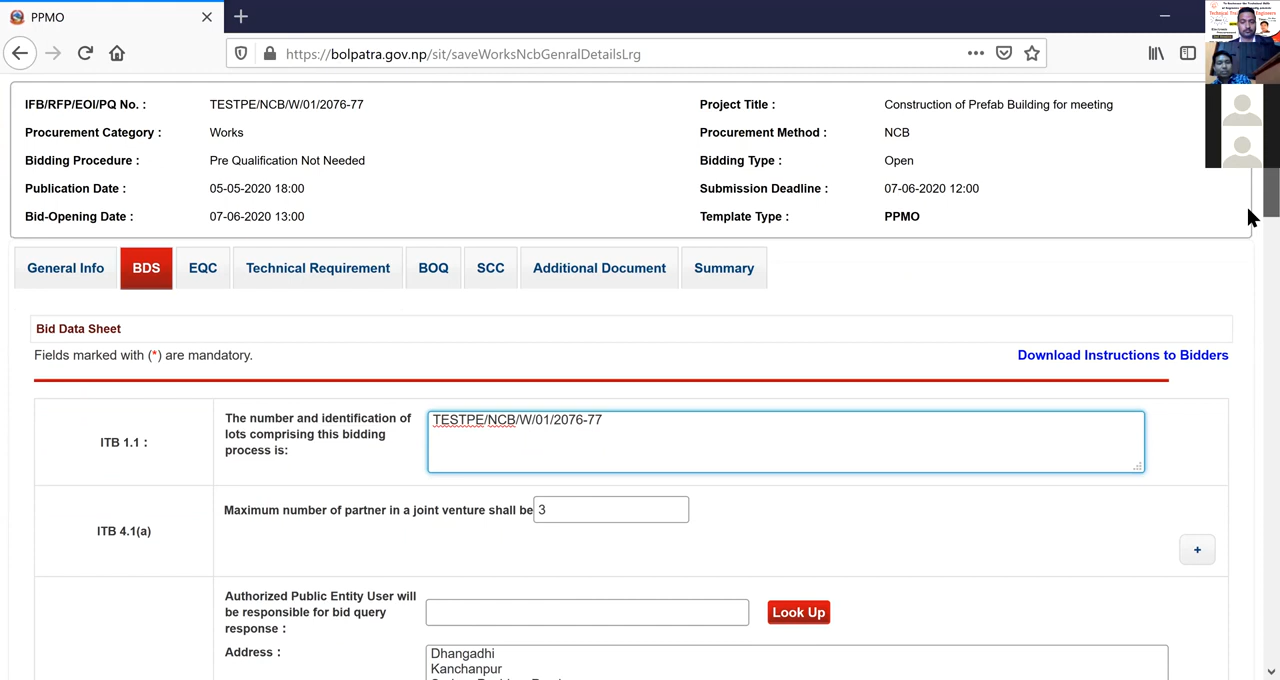 PPMO
https://bolpatra.gov.np/slt/saveWorksNcbGenralDetailsLrg
IFB/RFP/EOI/PQ No. : TESTPE/NCB/W/01/2076-77 Project Title : Construction of Prefab Building for meeting
Procurement Category : Works Procurement Method : NCB
Bidding Procedure : Pre Qualification Not Needed Bidding Type : Open
Publication Date : 05-05-2020 18:00 Submission Deadline : 07-06-2020 12:00
Bid-Opening Date : 07-06-2020 13:00 Template Type : PPMO
General Info BDS EQC Technical Requirement BOQ SCC Additional Document Summary
Bid Data Sheet
Fields marked with (*) are mandatory. Download Instructions to Bidders
ITB 1.1 :
The number and identification of
lots comprising this bidding
process is:
TESTPE/NCB/W/01/2076-77
ITB 4.1(a)
Maximum number of partner in a joint venture shall be 3
+
Authorized Public Entity User will
be responsible for bid query
response :
Look Up
Address :
Dhangadhi
Kanchanpur